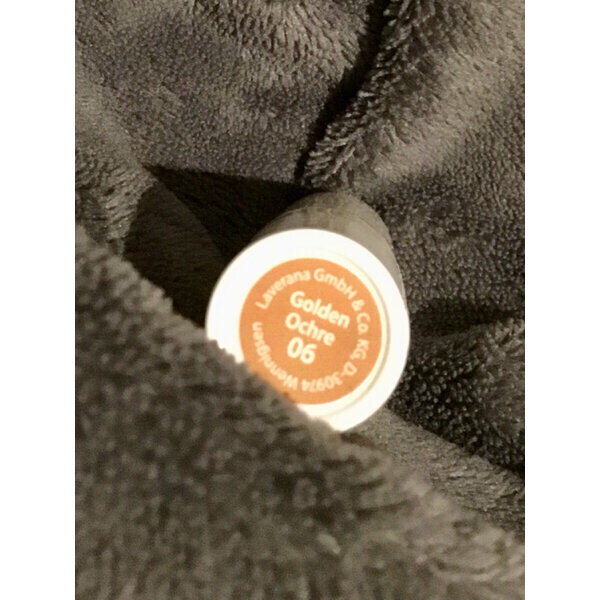 Laverana GmbH & Co. KG, D-30974 Wennigsen
Golden
Ochre
06